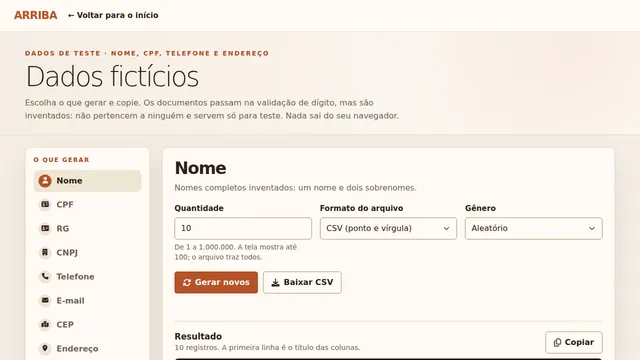 ARRIBA
← Voltar para o início
DADOS DE TESTE · NOME, CPF, TELEFONE E ENDEREÇO
Dados fictícios
Escolha o que gerar e copie. Os documentos passam na validação de dígito, mas são
inventados: não pertencem a ninguém e servem só para teste. Nada sai do seu navegador.
O QUE GERAR
Nome
CPF
RG
CNPJ
Telefone
E-mail
CEP
Endereço
Nome
Nomes completos inventados: um nome e dois sobrenomes.
Quantidade
10
De 1 a 1.000.000. A tela mostra até
100; o arquivo traz todos.
Formato do arquivo
CSV (ponto e vírgula)
Gênero
Aleatório
Gerar novos
Baixar CSV
Resultado
10 registros. A primeira linha é o título das colunas.
Copiar